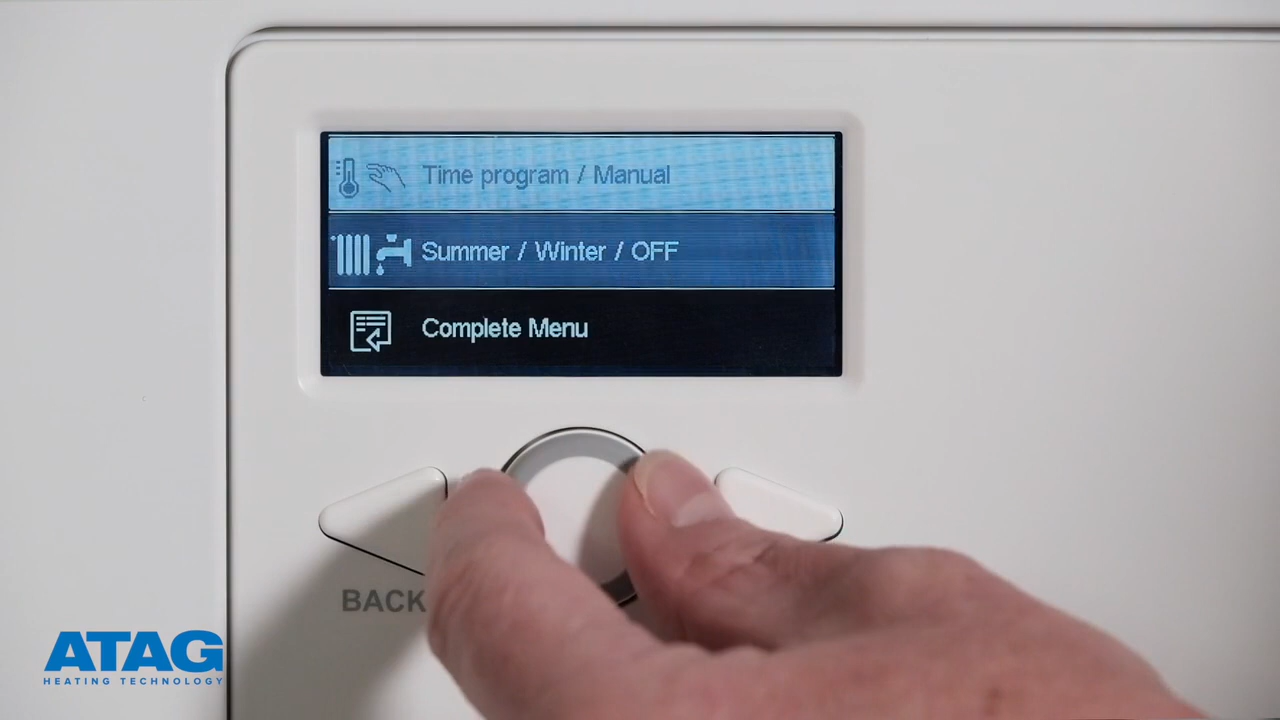 Time program / Manual
Summer / Winter / OFF
Complete Menu
BACK
ATAG
HEATING TECHNOLOGY